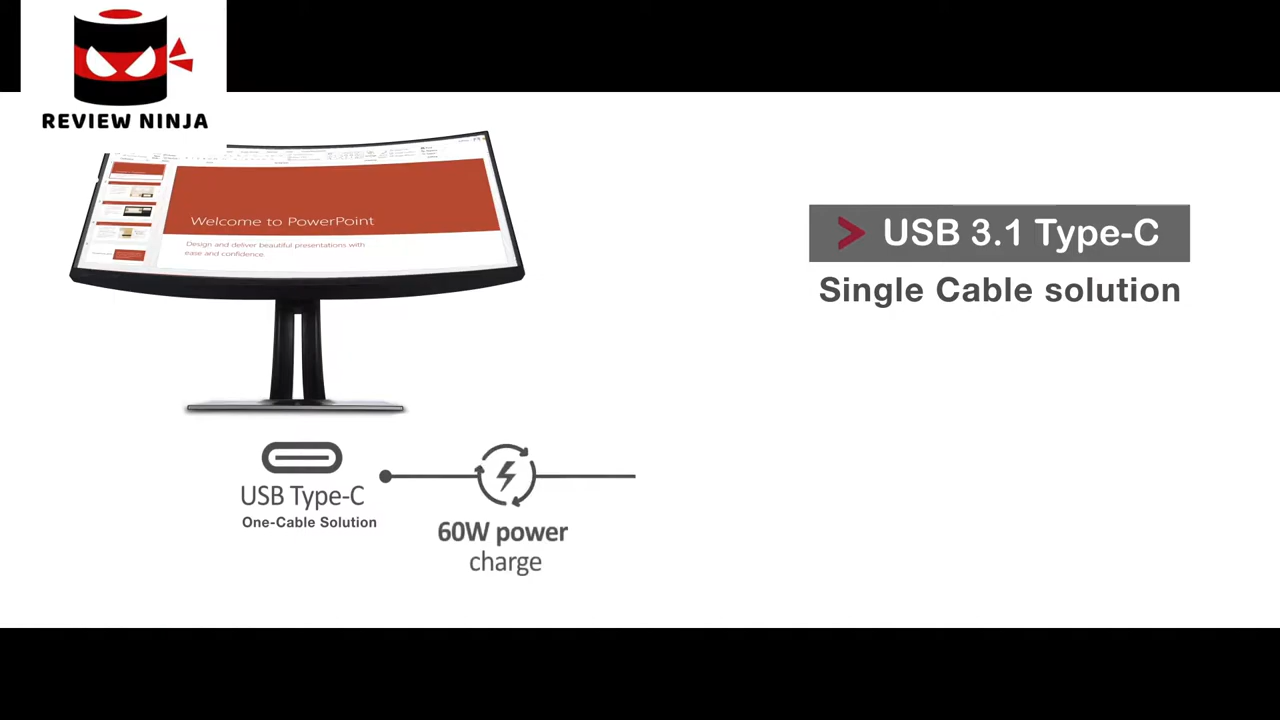 REVIEW NINJA
Welcome to PowerPoint
Design and deliver beautiful presentations with
ease and confidence.
> USB 3.1 Type-C
Single Cable solution
USB Type-C
One-Cable Solution
60W power
charge